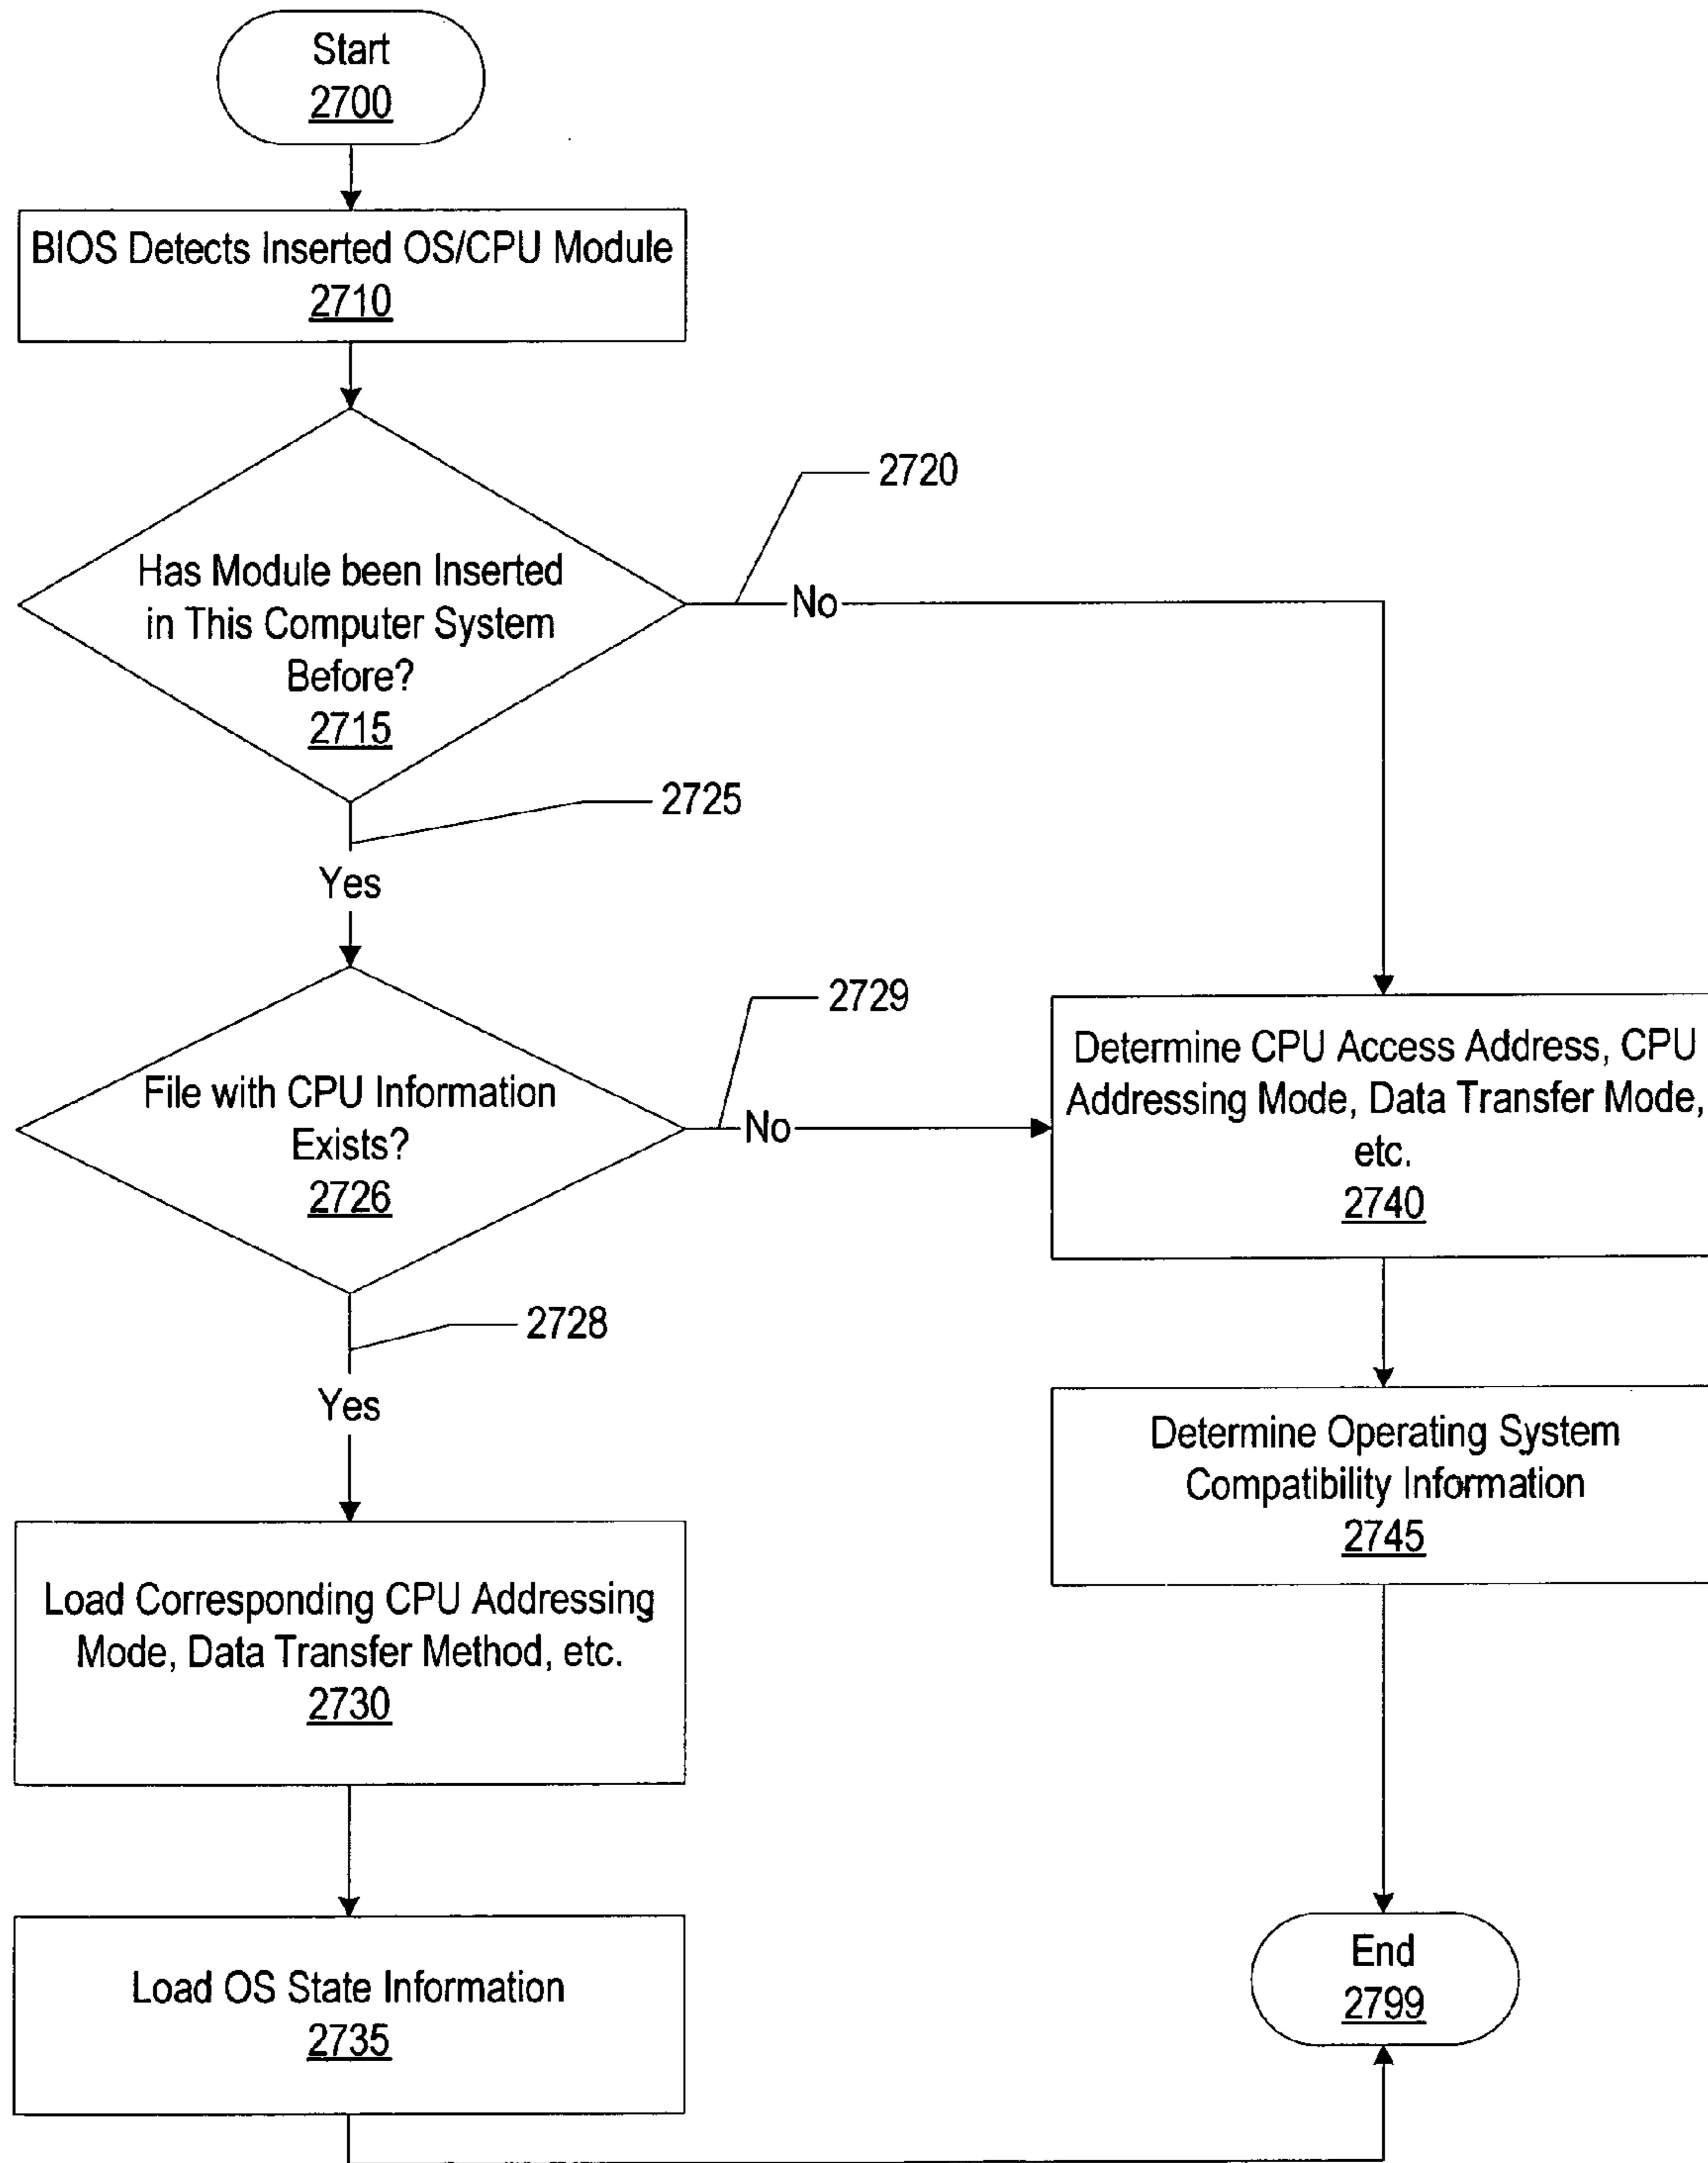 Start
2700
BIOS Detects Inserted OS/CPU Module
2710
2720
Has Module been Inserted
in This Computer System
Before?
2715
No
2725
Yes
2729
File with CPU Information
Exists?
2726
No
Determine CPU Access Address, CPU
Addressing Mode, Data Transfer Mode,
etc.
2740
2728
Yes
Determine Operating System
Compatibility Information
2745
Load Corresponding CPU Addressing
Mode, Data Transfer Method, etc.
2730
Load OS State Information
2735
End
2799